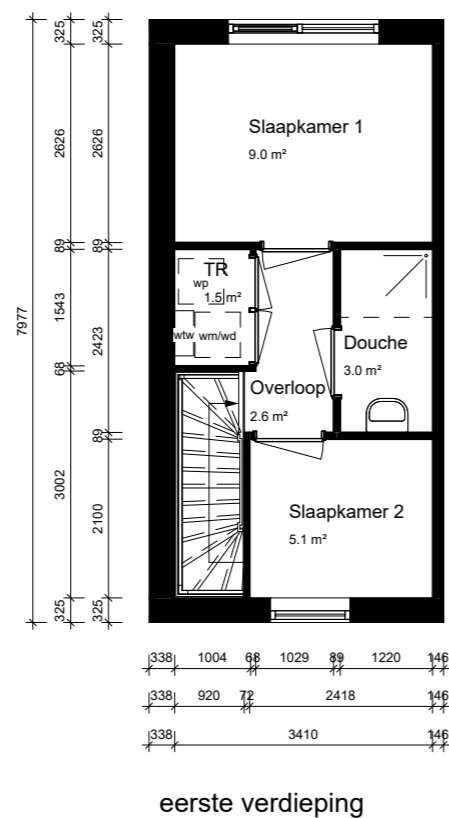 325
325
Slaapkamer 1
9.0 m²
2626
2626
89
89
TR
wp
1.5 m²
7977
1543
2423
wtw
wm/wd
Douche
3.0 m²
68
Overloop
2.6 m²
89
3002
2100
Slaapkamer 2
5.1 m²
325
325
338
1004
68
1029
89
1220
146
338
920
72
2418
146
338
3410
146
eerste verdieping